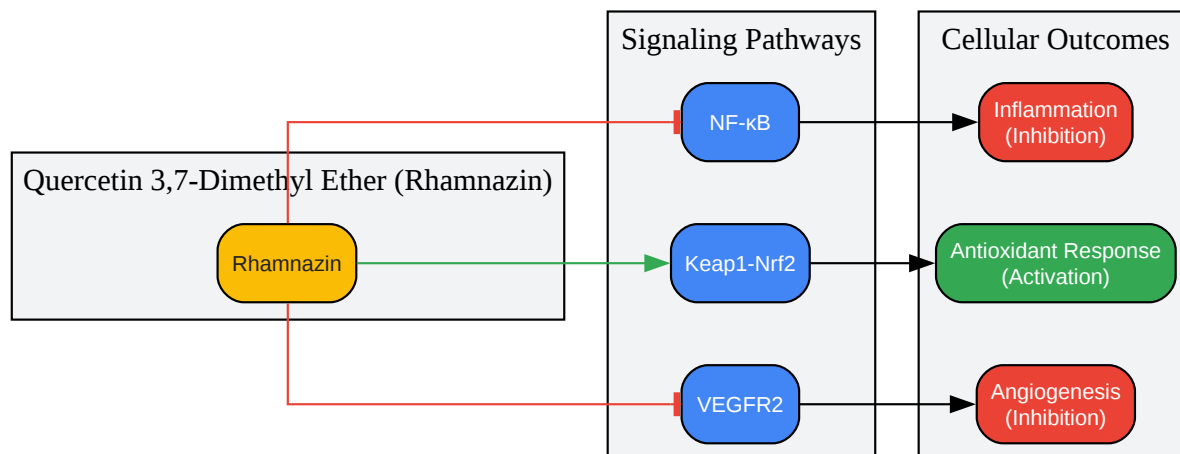 Signaling Pathways
Cellular Outcomes
NF-κB
Inflammation
(Inhibition)
Quercetin 3,7-Dimethyl Ether (Rhamnazin)
Rhamnazin
Keap1-Nrf2
Antioxidant Response
(Activation)
VEGFR2
Angiogenesis
(Inhibition)